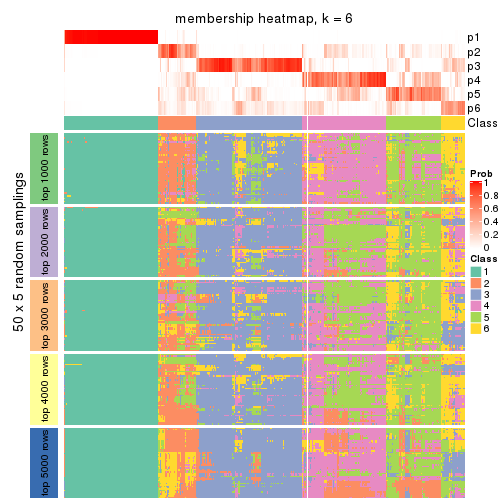 membership heatmap, k = 6
p1
p2
p3
p4
p5
p6
Class
50 x 5 random samplings
top 1000 rows
top 2000 rows
top 3000 rows
top 4000 rows
top 5000 rows
Prob
1
0.8
0.6
0.4
0.2
0
Class
1
2
3
4
5
6